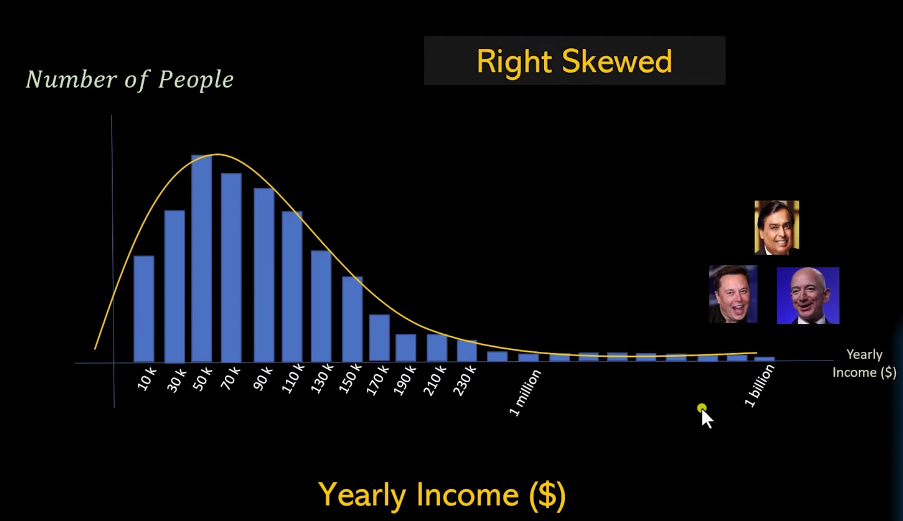 Right Skewed
Number of People
10 k
30 k
50 k
70 k
90 k
110 k
130 k
150 k
170 k
190 k
210 k
230 k
1 million
1 billion
Yearly
Income ($)
Yearly Income ($)